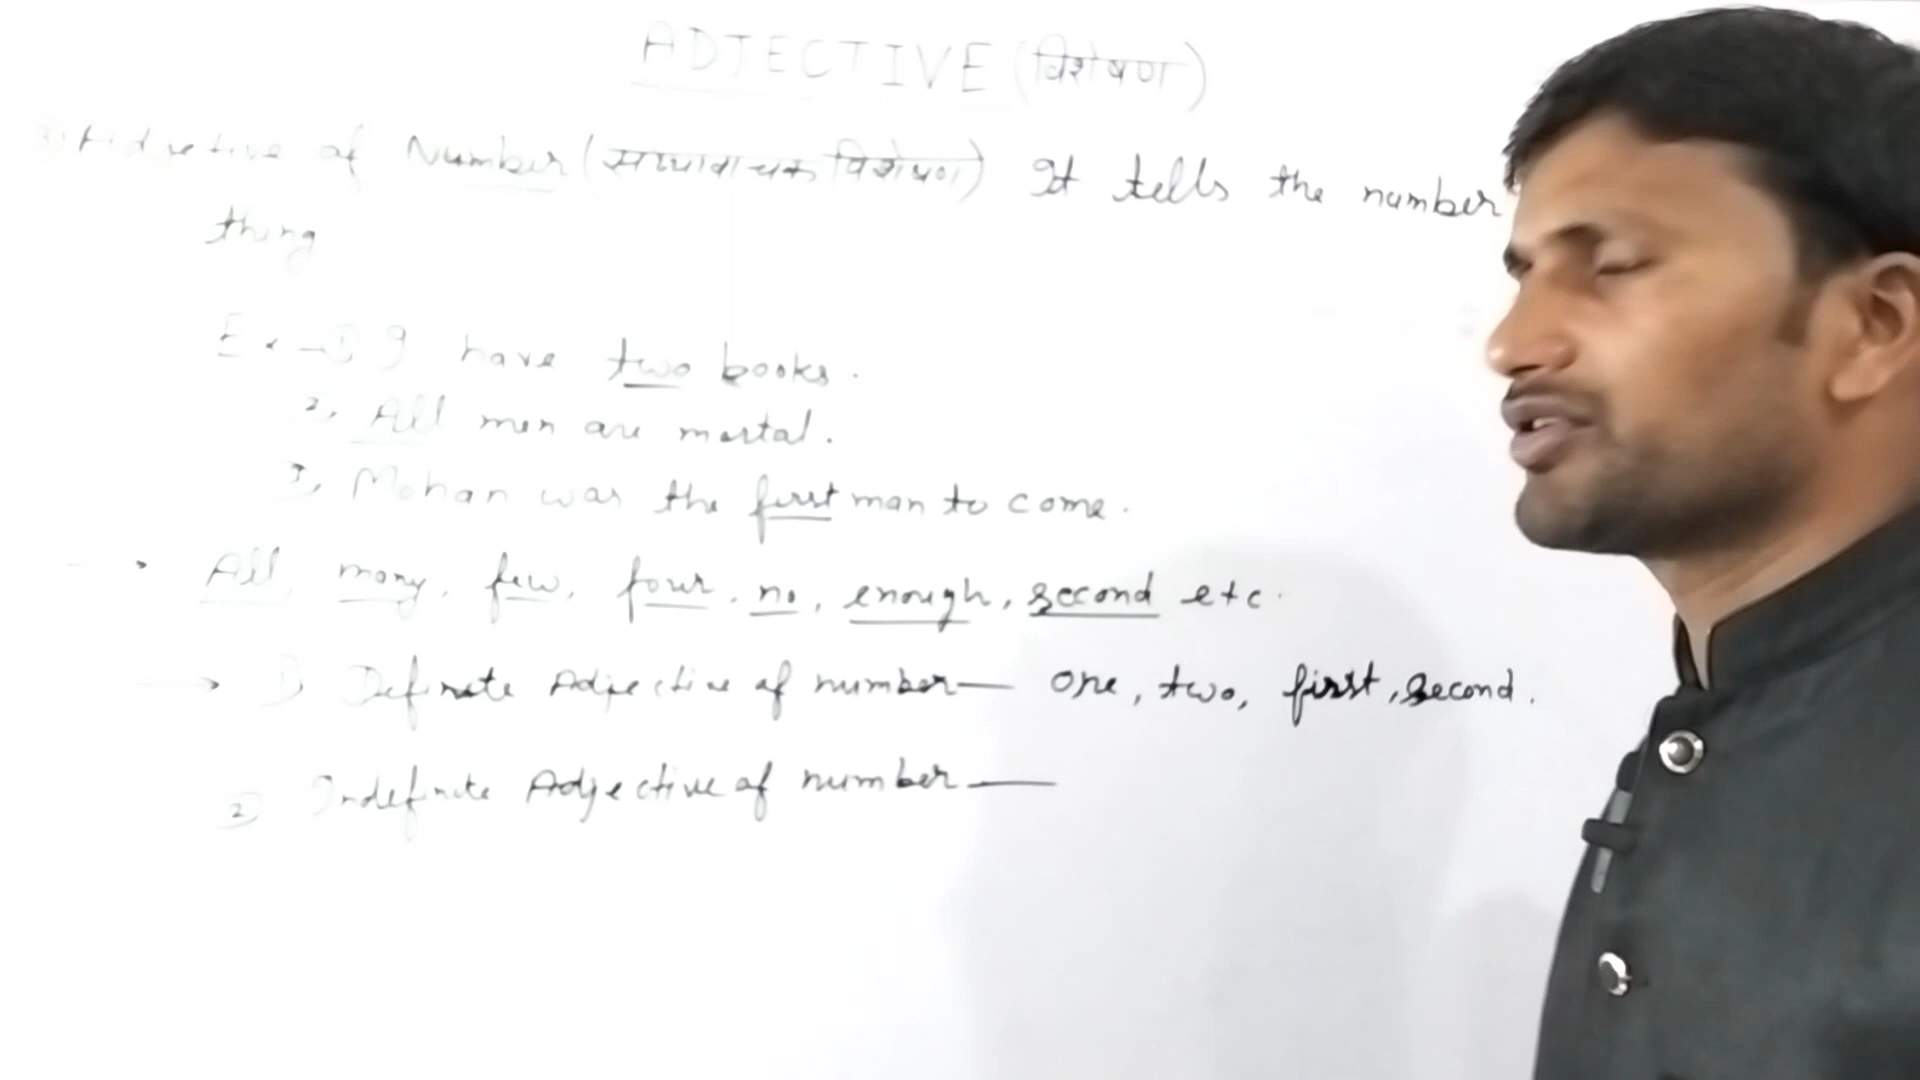 ADJECTIVE (विशेषण)
3) Adjective of Number (संख्यावाचक विशेषण) It tells the number
thing
Ex -① I have two books.
2, All men are mortal.
3, Mohan was the first man to come.
All, many, few, four, no, enough, second etc.
→ 1) Definite Adjective of number— one, two, first, second.
② Indefinite Adjective of number—